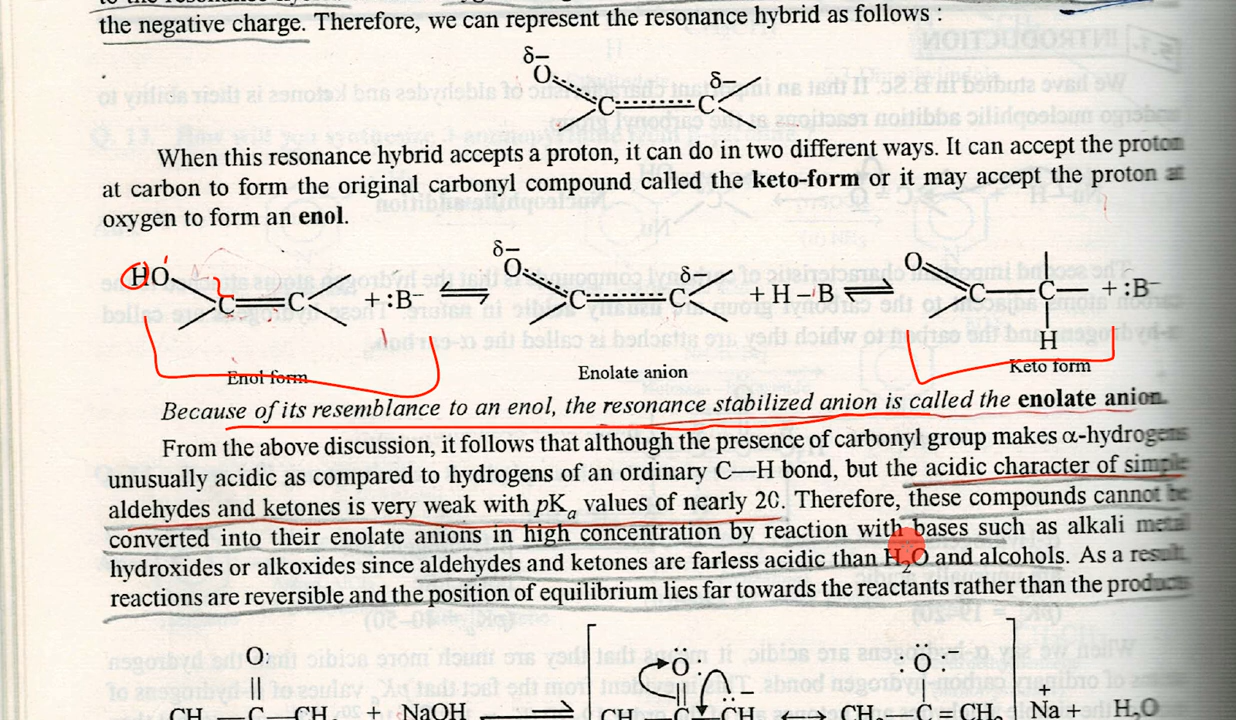 the negative charge. Therefore, we can represent the resonance hybrid as follows :
δ–
O
δ–
C C
When this resonance hybrid accepts a proton, it can do in two different ways. It can accept the proton
at carbon to form the original carbonyl compound called the keto-form or it may accept the proton at
oxygen to form an enol.
HO C=C + :B– ⇌ δ– O C C δ– + H–B ⇌ O C—C— + :B–
H
Enol form Enolate anion Keto form
Because of its resemblance to an enol, the resonance stabilized anion is called the enolate anion.
From the above discussion, it follows that although the presence of carbonyl group makes α-hydrogens
unusually acidic as compared to hydrogens of an ordinary C—H bond, but the acidic character of simple
aldehydes and ketones is very weak with pKa values of nearly 20. Therefore, these compounds cannot be
converted into their enolate anions in high concentration by reaction with bases such as alkali metal
hydroxides or alkoxides since aldehydes and ketones are farless acidic than H2O and alcohols. As a result,
reactions are reversible and the position of equilibrium lies far towards the reactants rather than the products